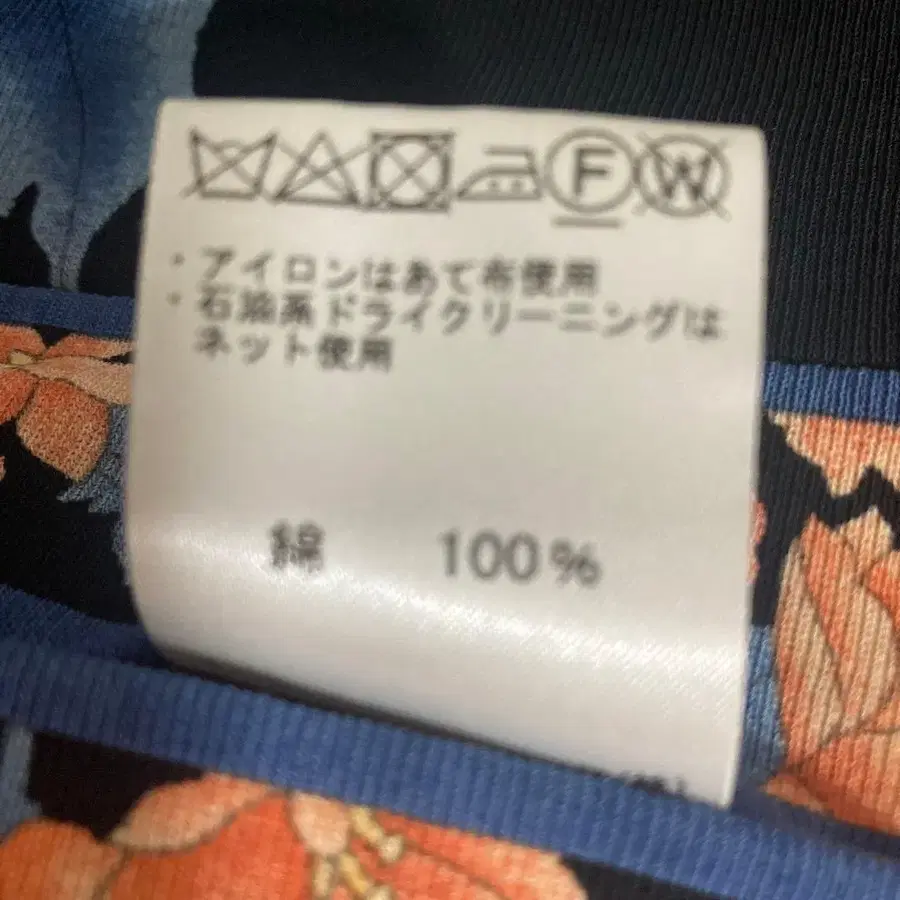 F W
・アイロンはあて布使用
・石油系ドライクリーニングは
ネット使用
綿 100%